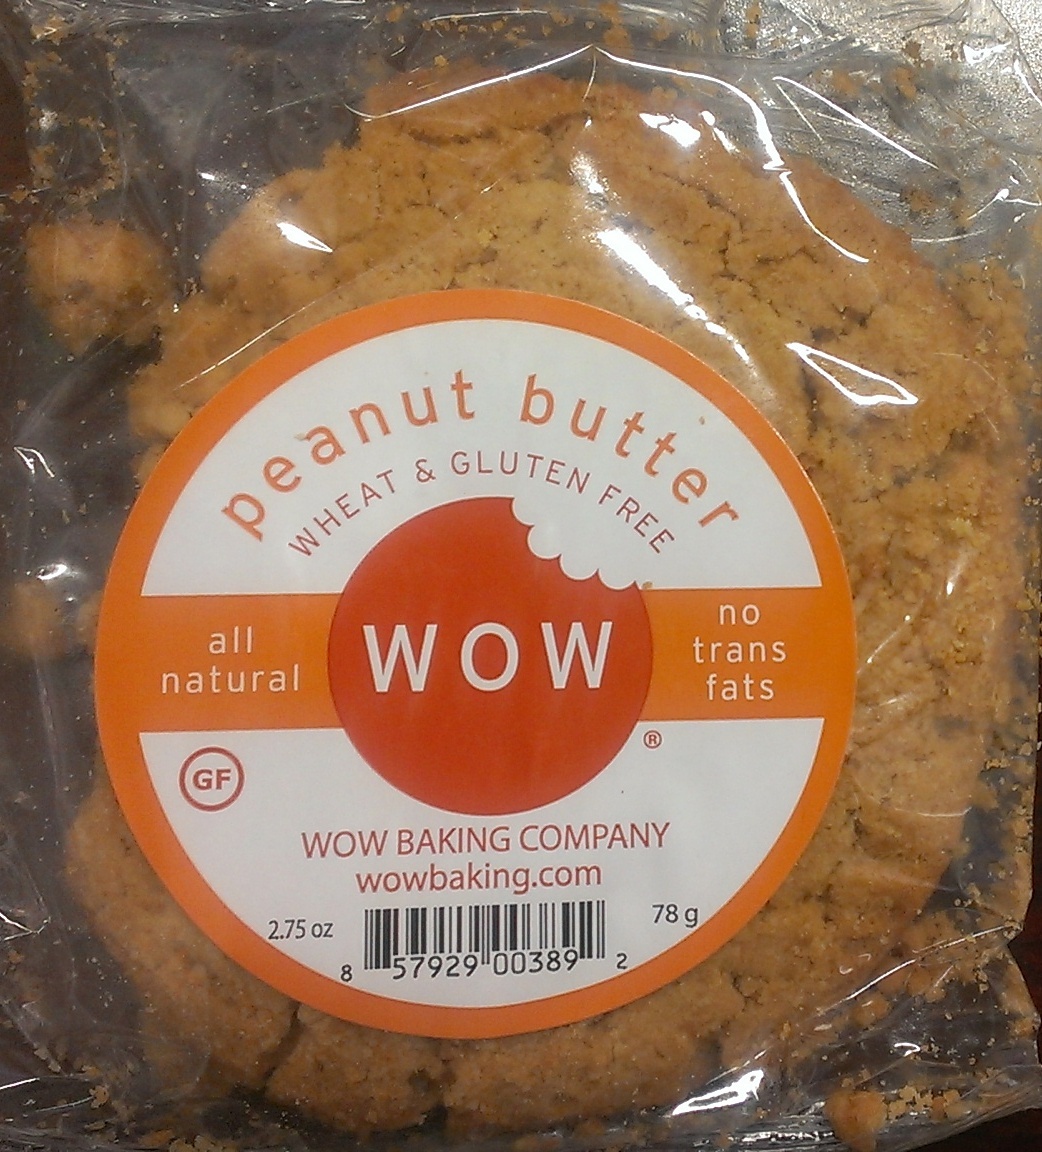 peanut butter
WHEAT & GLUTEN FREE
all
natural
WOW
no
trans
fats
®
GF
WOW BAKING COMPANY
wowbaking.com
2.75 oz
78 g
8 57929 00389 2